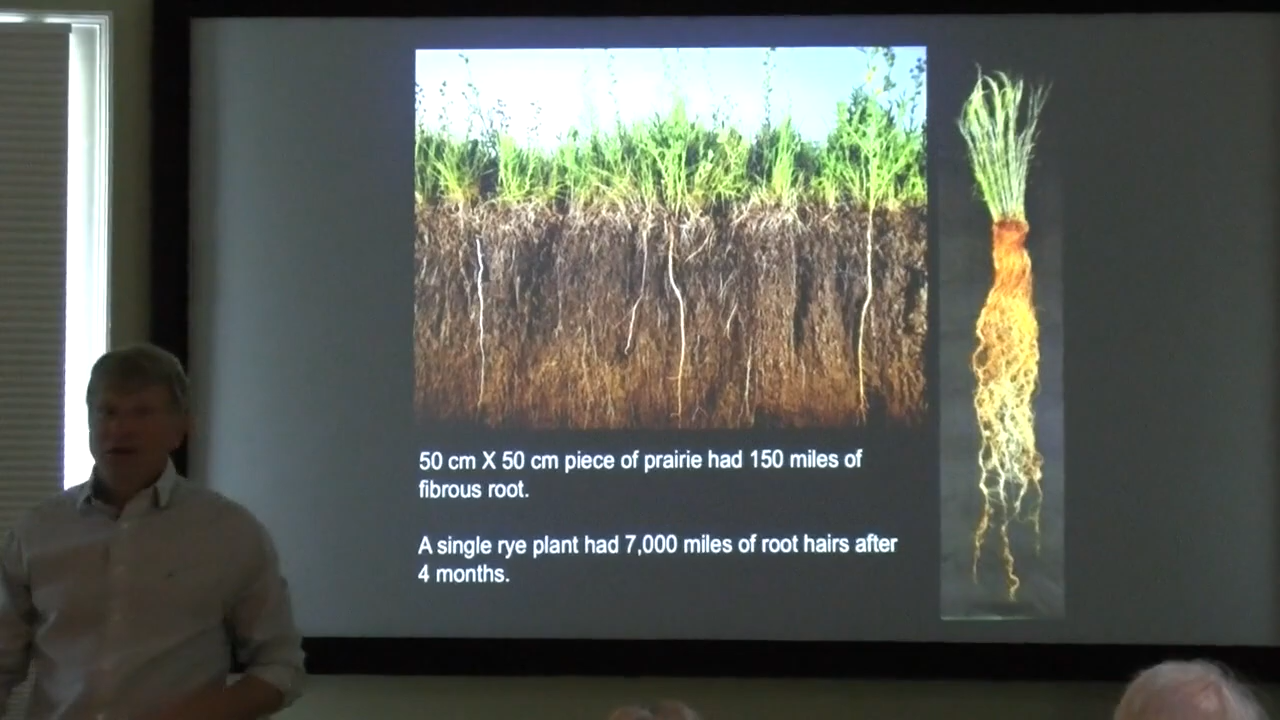 50 cm X 50 cm piece of prairie had 150 miles of
fibrous root.
A single rye plant had 7,000 miles of root hairs after
4 months.